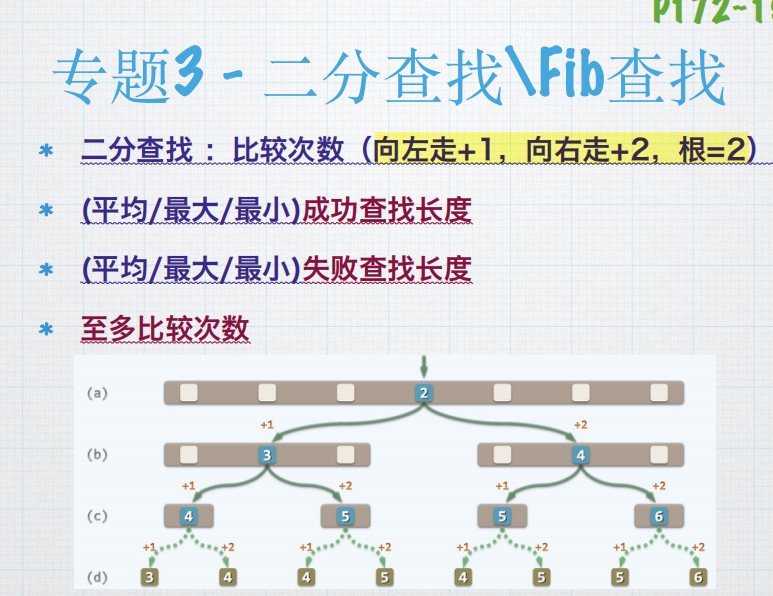 P172~1
专题3 - 二分查找\Fib查找
* 二分查找 : 比较次数（向左走+1，向右走+2，根=2）
* (平均/最大/最小)成功查找长度
* (平均/最大/最小)失败查找长度
* 至多比较次数
(a) 2
+1 +2
(b) 3 4
+1 +2 +1 +2
(c) 4 5 5 6
+1 +2 +1 +2 +1 +2 +1 +2
(d) 3 4 4 5 4 5 5 6